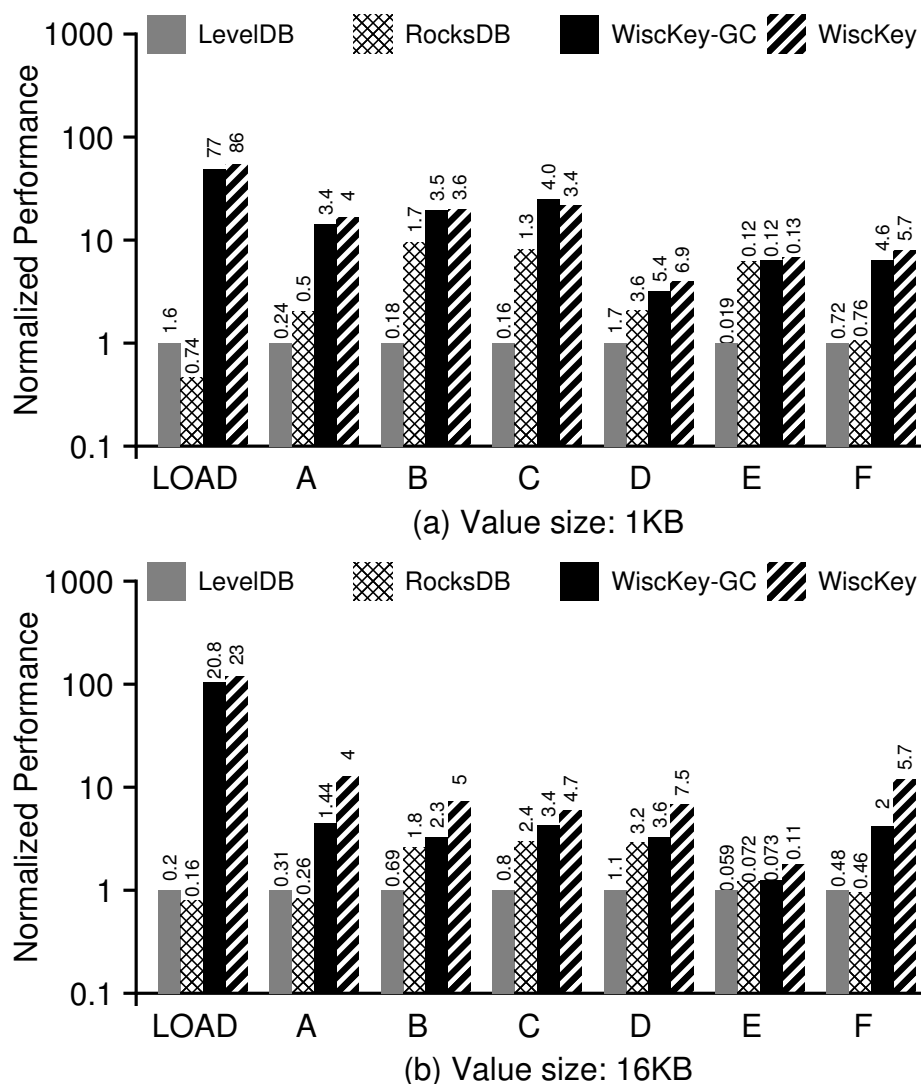 1000
LevelDB RocksDB WiscKey-GC WiscKey
100
10
1
0.1
Normalized Performance
1.6 0.74 77 86
0.24 0.5 3.4 4
0.18 1.7 3.5 3.6
0.16 1.3 4.0 3.4
1.7 3.6 5.4 6.9
0.019 0.12 0.12 0.13
0.72 0.76 4.6 5.7
LOAD A B C D E F
(a) Value size: 1KB
1000
LevelDB RocksDB WiscKey-GC WiscKey
100
10
1
0.1
Normalized Performance
0.2 0.16 20.8 23
0.31 0.26 1.44 4
0.69 1.8 2.3 5
0.8 2.4 3.4 4.7
1.1 3.2 3.6 7.5
0.059 0.072 0.073 0.11
0.48 0.46 2 5.7
LOAD A B C D E F
(b) Value size: 16KB